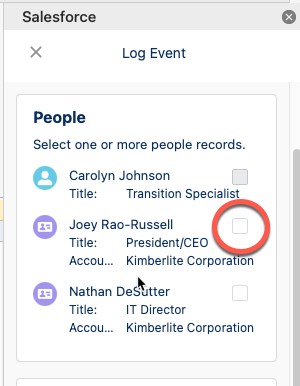 Salesforce
Log Event
People
Select one or more people records.
Carolyn Johnson
Title: Transition Specialist
Joey Rao-Russell
Title: President/CEO
Accou... Kimberlite Corporation
Nathan DeSutter
Title: IT Director
Accou... Kimberlite Corporation